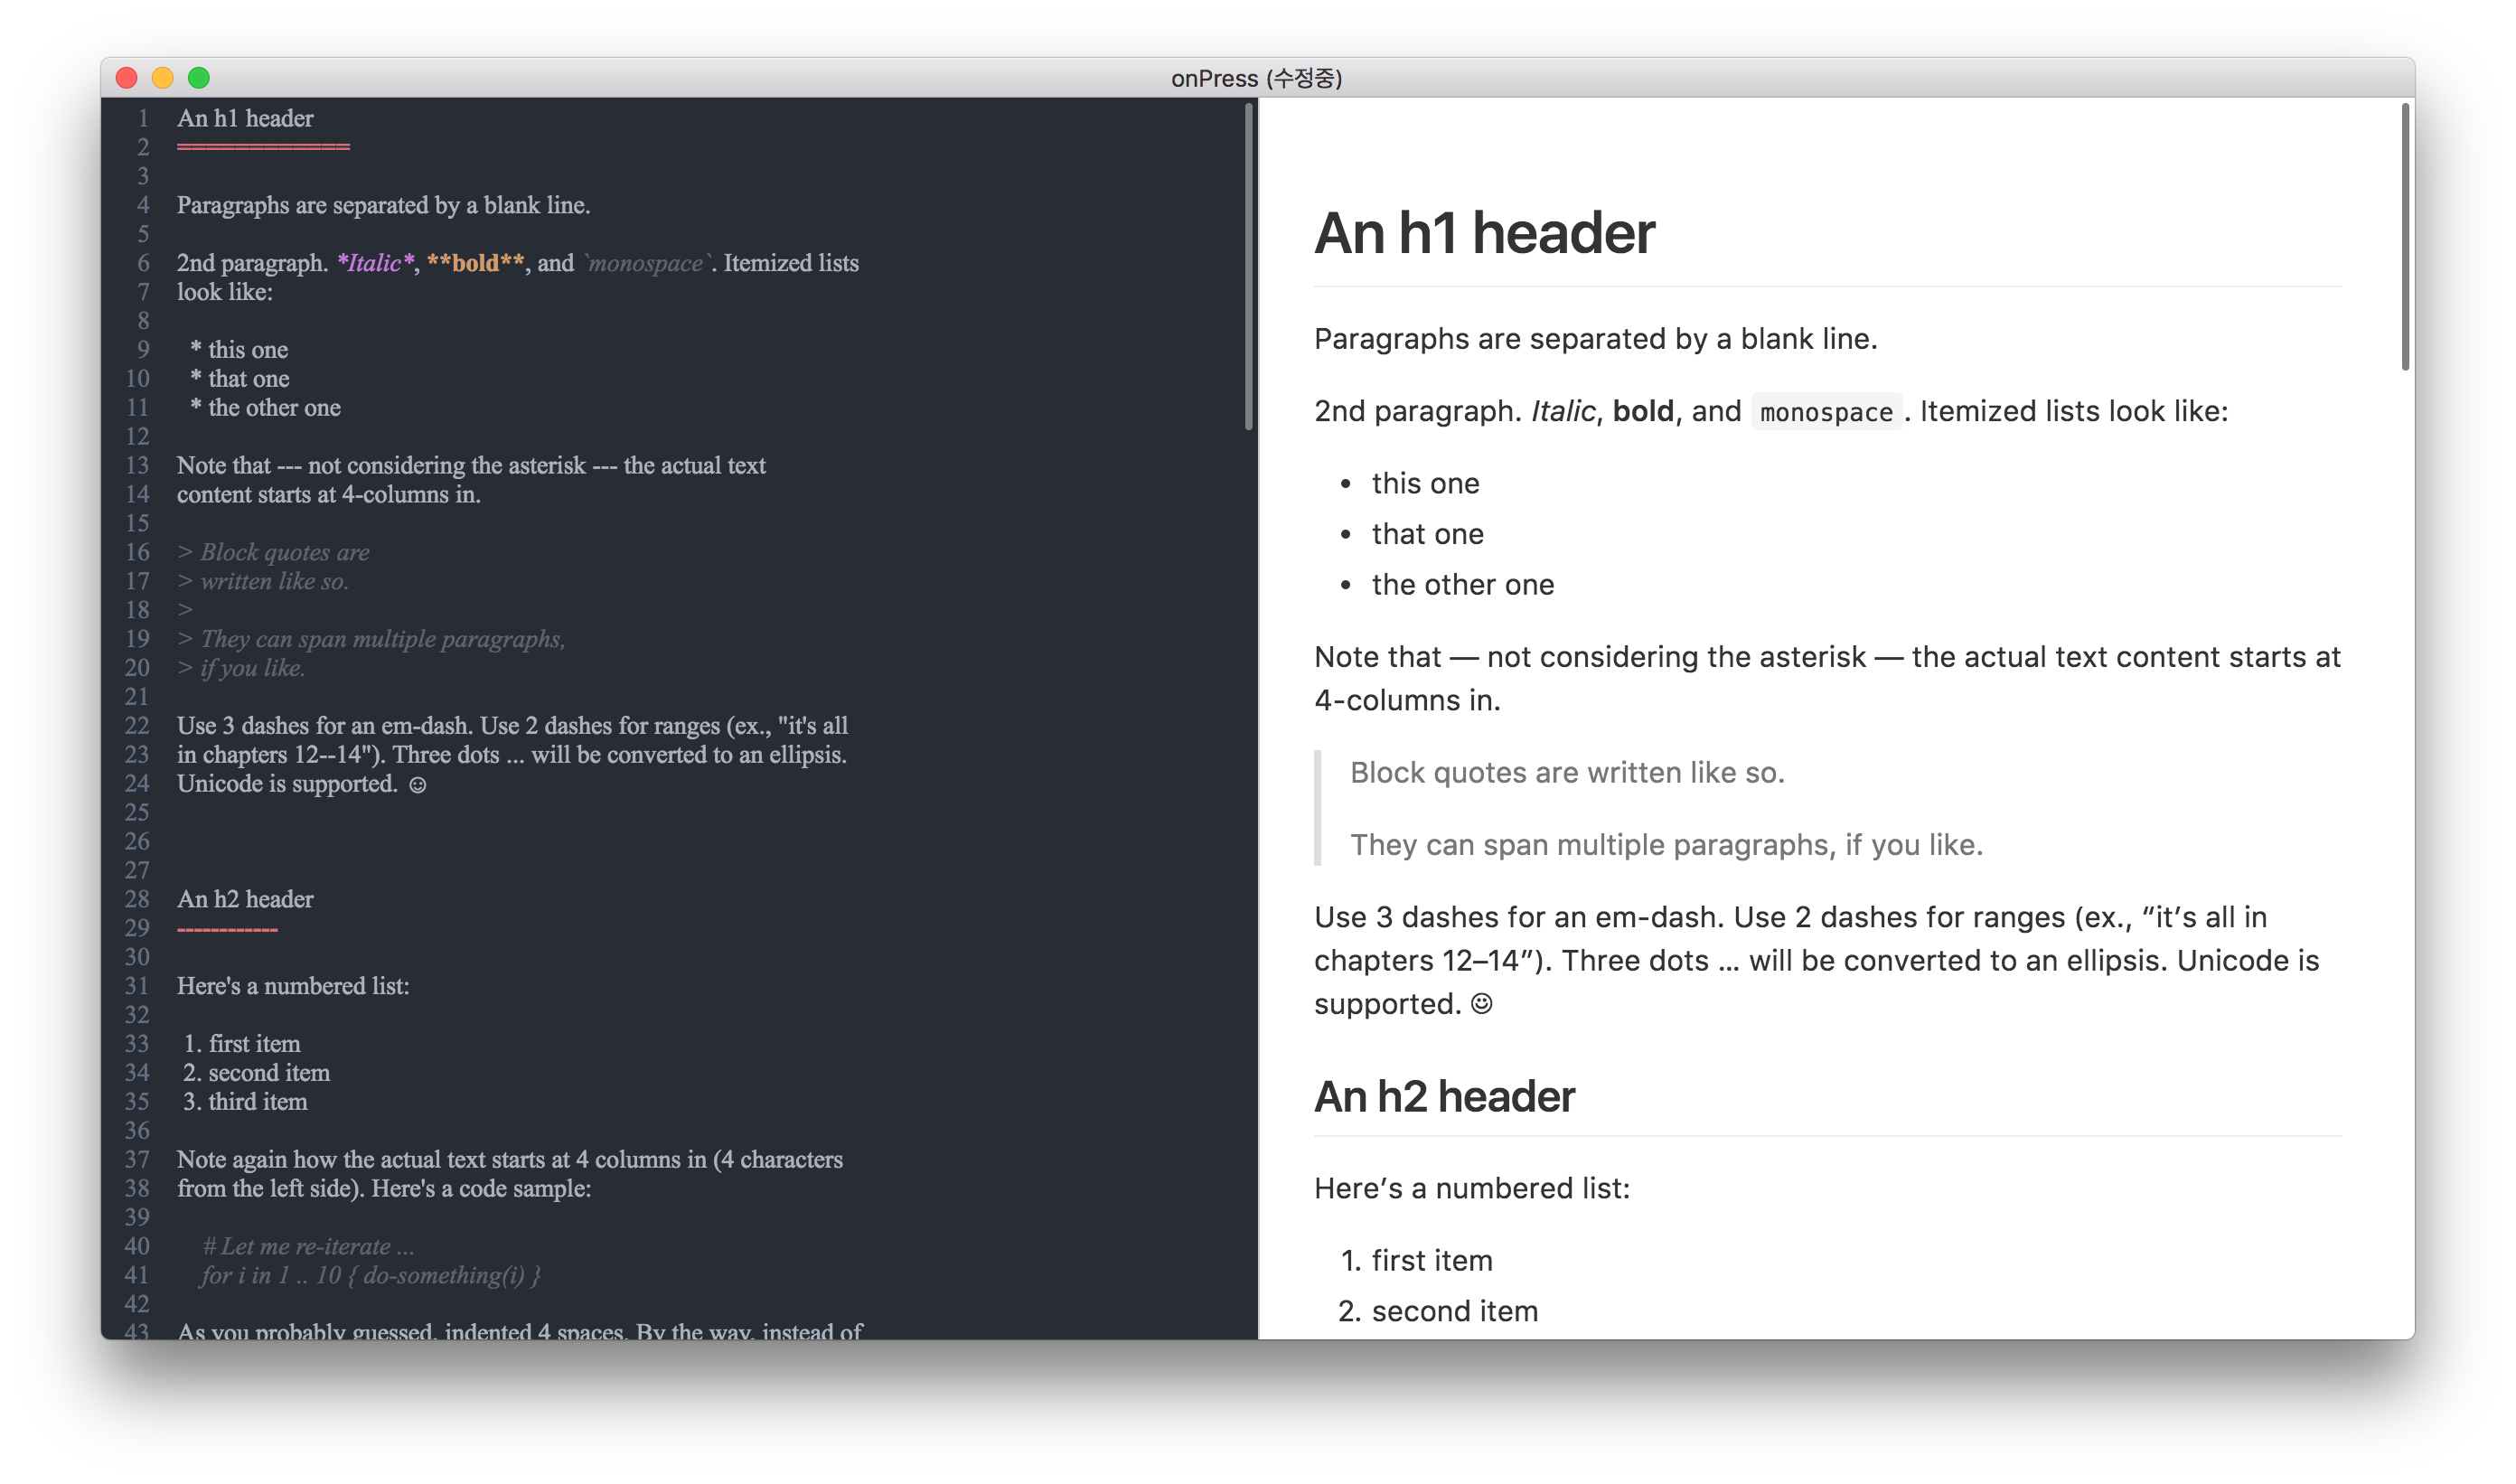 onPress (수정중)
1 An h1 header
2 ============
3
4 Paragraphs are separated by a blank line.
5
6 2nd paragraph. *Italic*, **bold**, and `monospace`. Itemized lists
7 look like:
8
9 * this one
10 * that one
11 * the other one
12
13 Note that --- not considering the asterisk --- the actual text
14 content starts at 4-columns in.
15
16 > Block quotes are
17 > written like so.
18 >
19 > They can span multiple paragraphs,
20 > if you like.
21
22 Use 3 dashes for an em-dash. Use 2 dashes for ranges (ex., "it's all
23 in chapters 12--14"). Three dots ... will be converted to an ellipsis.
24 Unicode is supported. ☺
25
26
27
28 An h2 header
29 ------------
30
31 Here's a numbered list:
32
33 1. first item
34 2. second item
35 3. third item
36
37 Note again how the actual text starts at 4 columns in (4 characters
38 from the left side). Here's a code sample:
39
40 # Let me re-iterate ...
41 for i in 1 .. 10 { do-something(i) }
42
43 As you probably guessed, indented 4 spaces. By the way, instead of
An h1 header
Paragraphs are separated by a blank line.
2nd paragraph. Italic, bold, and monospace. Itemized lists look like:
• this one
• that one
• the other one
Note that — not considering the asterisk — the actual text content starts at
4-columns in.
Block quotes are written like so.
They can span multiple paragraphs, if you like.
Use 3 dashes for an em-dash. Use 2 dashes for ranges (ex., “it’s all in
chapters 12–14”). Three dots … will be converted to an ellipsis. Unicode is
supported. ☺
An h2 header
Here’s a numbered list:
1. first item
2. second item